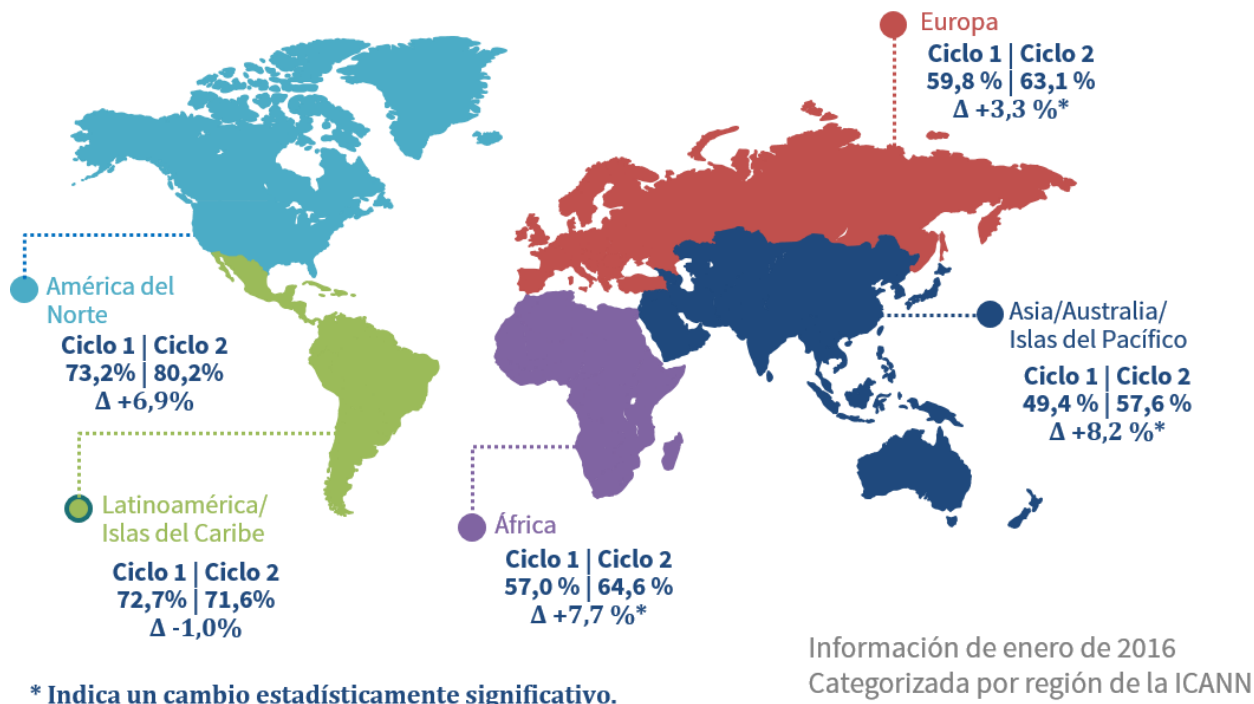 Europa
Ciclo 1 | Ciclo 2
59,8 % | 63,1 %
Δ +3,3 %*
América del
Norte
Ciclo 1 | Ciclo 2
73,2% | 80,2%
Δ +6,9%
Asia/Australia/
Islas del Pacífico
Ciclo 1 | Ciclo 2
49,4 % | 57,6 %
Δ +8,2 %*
Latinoamérica/
Islas del Caribe
Ciclo 1 | Ciclo 2
72,7% | 71,6%
Δ -1,0%
África
Ciclo 1 | Ciclo 2
57,0 % | 64,6 %
Δ +7,7 %*
Información de enero de 2016
Categorizada por región de la ICANN
* Indica un cambio estadísticamente significativo.